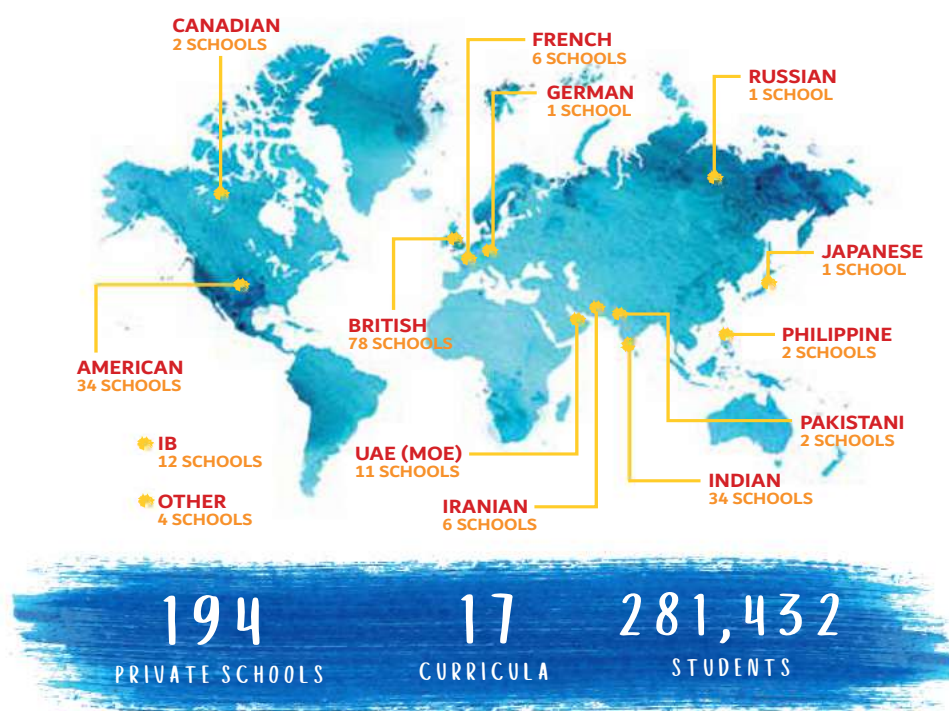 CANADIAN
2 SCHOOLS
FRENCH
6 SCHOOLS
GERMAN
1 SCHOOL
RUSSIAN
1 SCHOOL
JAPANESE
1 SCHOOL
BRITISH
78 SCHOOLS
PHILIPPINE
2 SCHOOLS
AMERICAN
34 SCHOOLS
PAKISTANI
2 SCHOOLS
IB
12 SCHOOLS
UAE (MOE)
11 SCHOOLS
INDIAN
34 SCHOOLS
OTHER
4 SCHOOLS
IRANIAN
6 SCHOOLS
194
PRIVATE SCHOOLS
17
CURRICULA
281,432
STUDENTS